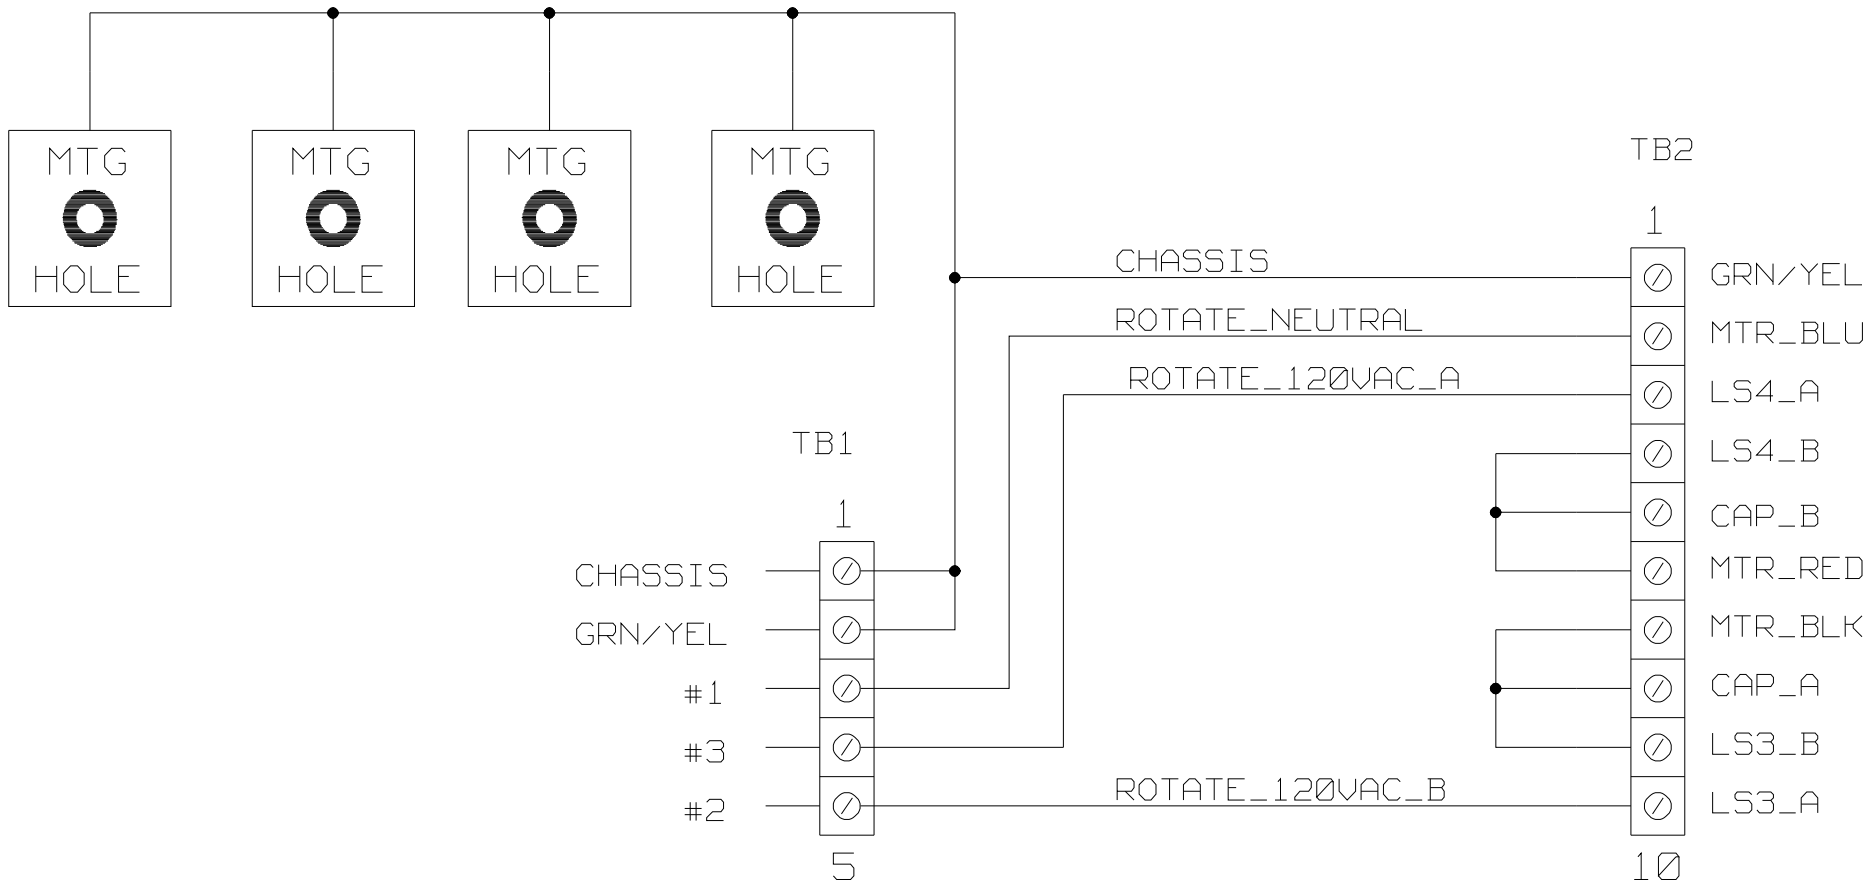 MTG HOLE
MTG HOLE
MTG HOLE
MTG HOLE
TB2
1
CHASSIS
GRN/YEL
ROTATE_NEUTRAL
MTR_BLU
ROTATE_120VAC_A
LS4_A
LS4_B
CAP_B
MTR_RED
MTR_BLK
CAP_A
LS3_B
ROTATE_120VAC_B
LS3_A
10
TB1
1
CHASSIS
GRN/YEL
#1
#3
#2
5